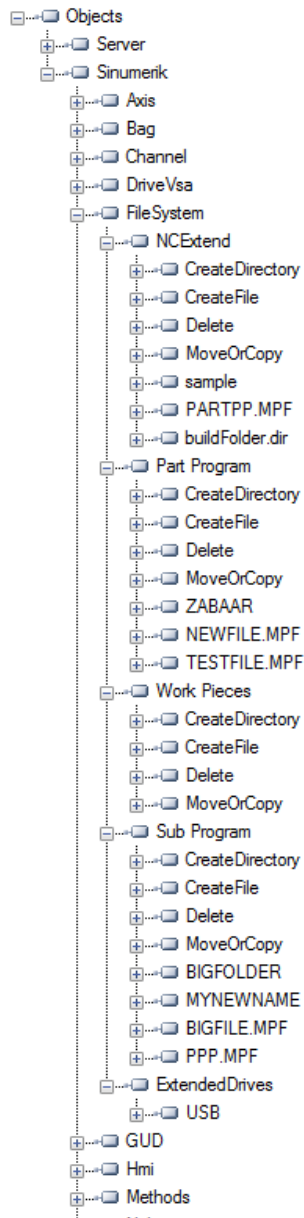 Objects
Server
Sinumerik
Axis
Bag
Channel
DriveVsa
FileSystem
NCExtend
CreateDirectory
CreateFile
Delete
MoveOrCopy
sample
PARTPP.MPF
buildFolder.dir
Part Program
CreateDirectory
CreateFile
Delete
MoveOrCopy
ZABAAR
NEWFILE.MPF
TESTFILE.MPF
Work Pieces
CreateDirectory
CreateFile
Delete
MoveOrCopy
Sub Program
CreateDirectory
CreateFile
Delete
MoveOrCopy
BIGFOLDER
MYNEWNAME
BIGFILE.MPF
PPP.MPF
ExtendedDrives
USB
GUD
Hmi
Methods